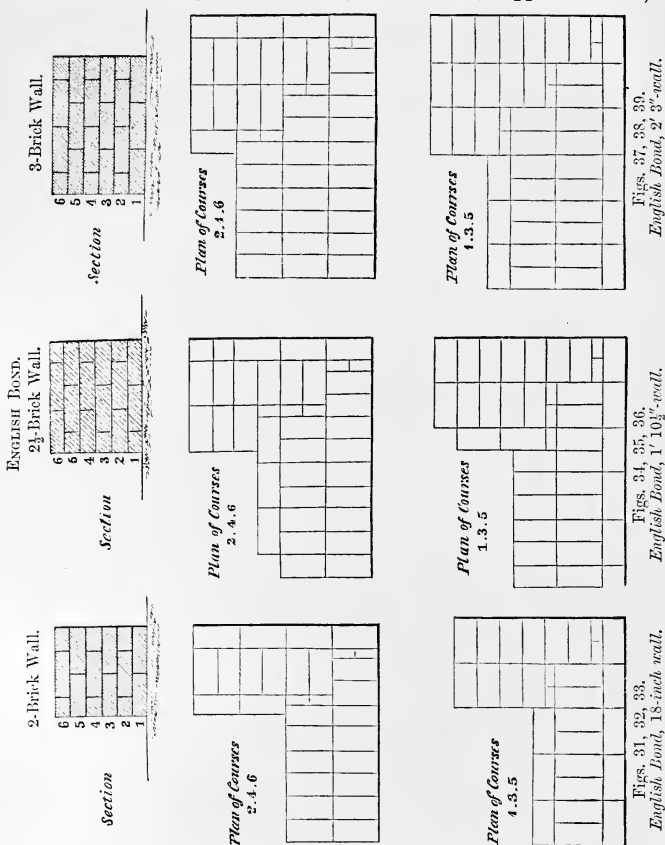 ENGLISH BOND.
2-Brick Wall.
2½-Brick Wall.
3-Brick Wall.
Section
6
5
4
3
2
1
Section
6
5
4
3
2
1
Section
6
5
4
3
2
1
Plan of Courses
2.4.6
Plan of Courses
2.4.6
Plan of Courses
2.4.6
Plan of Courses
1.3.5
Plan of Courses
1.3.5
Plan of Courses
1.3.5
Figs. 31, 32, 33.
English Bond, 18-inch wall.
Figs. 34, 35, 36.
English Bond, 1' 10½"-wall.
Figs. 37, 38, 39.
English Bond, 2' 3"-wall.